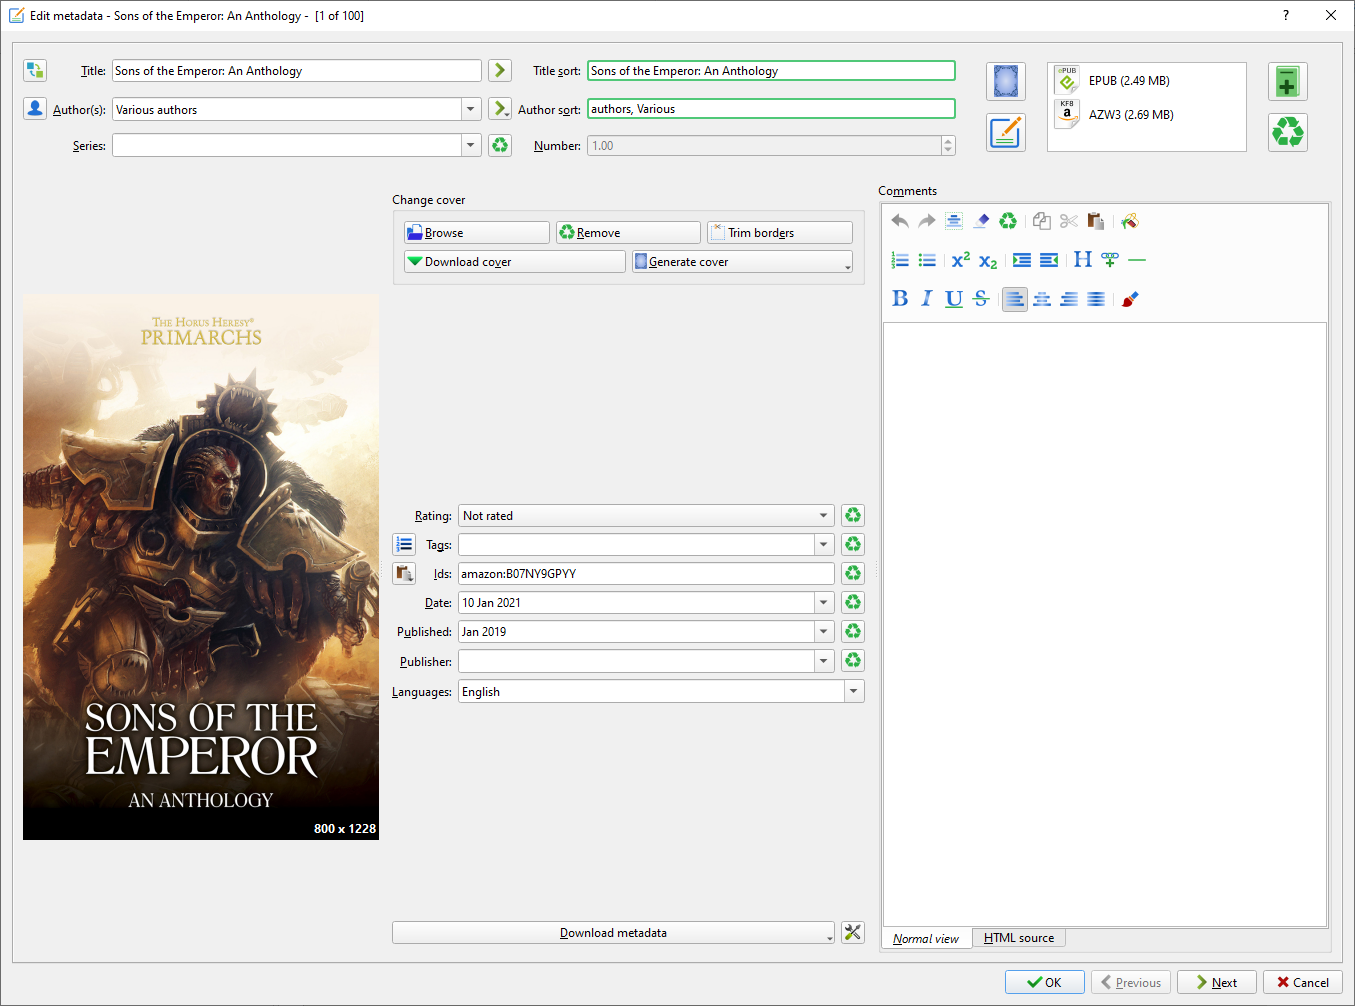 Edit metadata - Sons of the Emperor: An Anthology - [1 of 100]
?
Title: Sons of the Emperor: An Anthology
Title sort: Sons of the Emperor: An Anthology
Author(s): Various authors
Author sort: authors, Various
Series:
Number: 1.00
EPUB
EPUB (2.49 MB)
KF8
a
AZW3 (2.69 MB)
Change cover
Browse
Remove
Trim borders
Download cover
Generate cover
THE HORUS HERESY®
PRIMARCHS
SONS OF THE
EMPEROR
AN ANTHOLOGY
800 x 1228
Rating: Not rated
Tags:
Ids: amazon:B07NY9GPYY
Date: 10 Jan 2021
Published: Jan 2019
Publisher:
Languages: English
Download metadata
Comments
X² X₂ H
B I U S
Normal view
HTML source
OK
Previous
Next
Cancel